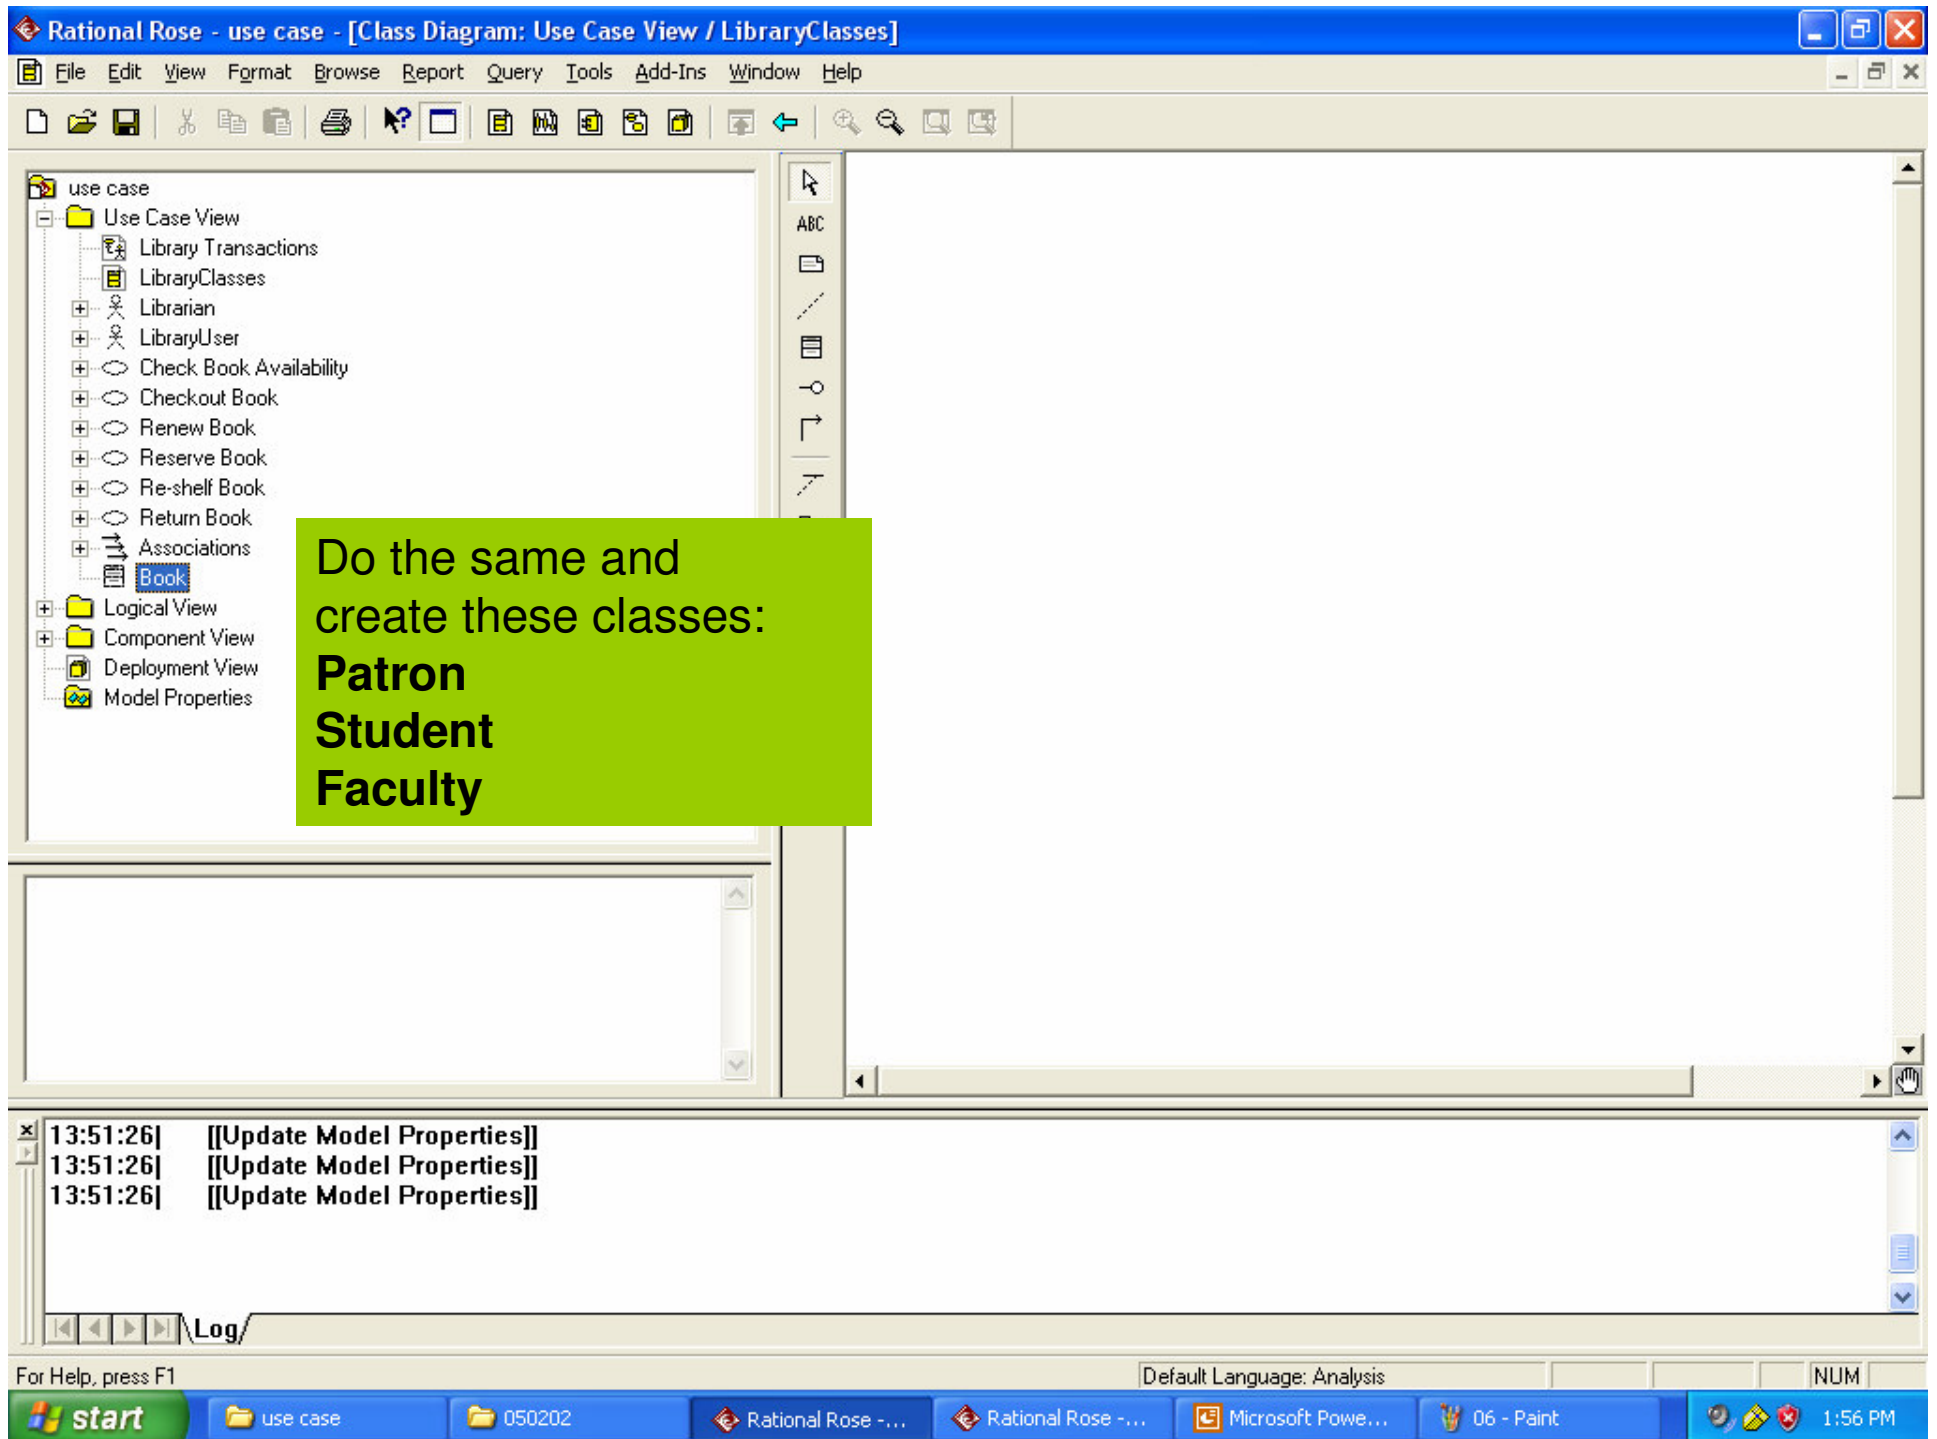 Rational Rose - use case - [Class Diagram: Use Case View / LibraryClasses]
File Edit View Format Browse Report Query Tools Add-Ins Window Help
use case
Use Case View
Library Transactions
LibraryClasses
Librarian
LibraryUser
Check Book Availability
Checkout Book
Renew Book
Reserve Book
Re-shelf Book
Return Book
Associations
Book
Logical View
Component View
Deployment View
Model Properties
ABC
Do the same and
create these classes:
Patron
Student
Faculty
13:51:26| [[Update Model Properties]]
13:51:26| [[Update Model Properties]]
13:51:26| [[Update Model Properties]]
Log
For Help, press F1 Default Language: Analysis NUM
start use case 050202 Rational Rose -... Rational Rose -... Microsoft Powe... 06 - Paint 1:56 PM